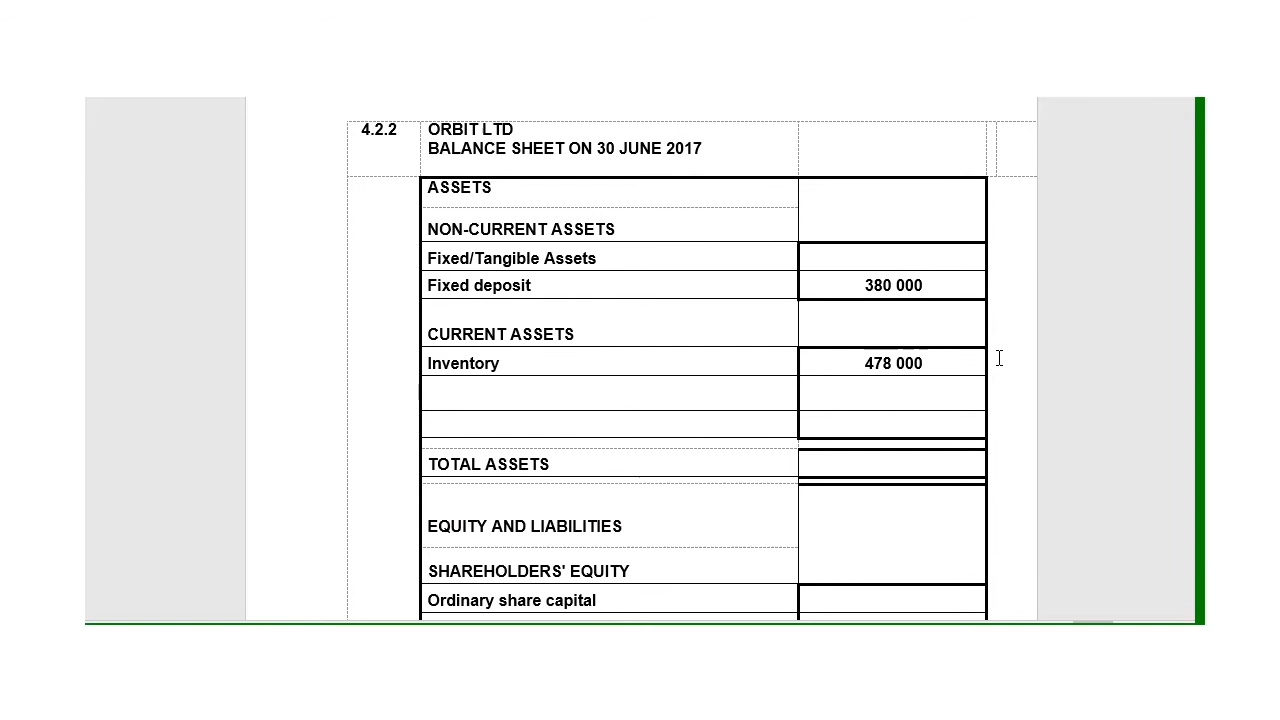 4.2.2 ORBIT LTD
BALANCE SHEET ON 30 JUNE 2017
ASSETS
NON-CURRENT ASSETS
Fixed/Tangible Assets
Fixed deposit 380 000
CURRENT ASSETS
Inventory 478 000
TOTAL ASSETS
EQUITY AND LIABILITIES
SHAREHOLDERS' EQUITY
Ordinary share capital